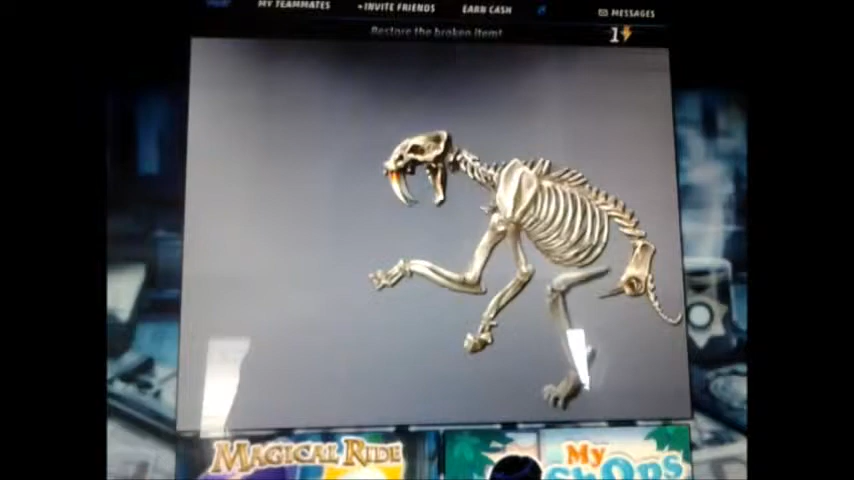 MY TEAMMATES
+INVITE FRIENDS
EARN CASH
MESSAGES
Restore the broken item!
1
MAGICAL RIDE
My
Shops